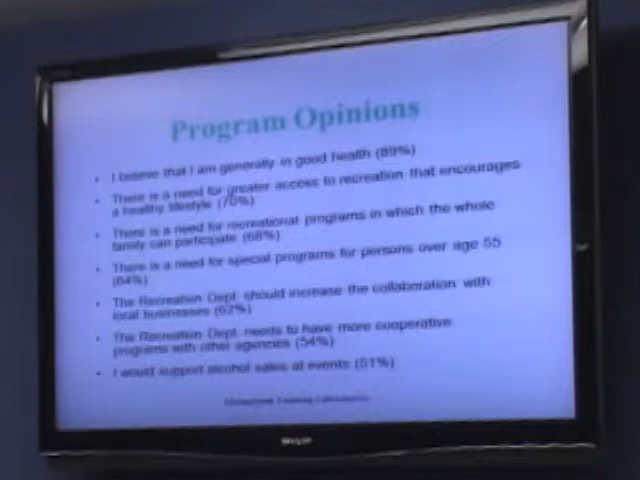 Program Opinions
• I believe that I am generally in good health (89%)
• There is a need for greater access to recreation that encourages
a healthy lifestyle (70%)
• There is a need for recreational programs in which the whole
family can participate (68%)
• There is a need for special programs for persons over age 55
(64%)
• The Recreation Dept. should increase the collaboration with
local businesses (62%)
• The Recreation Dept. needs to have more cooperative
programs with other agencies (54%)
• I would support alcohol sales at events (51%)